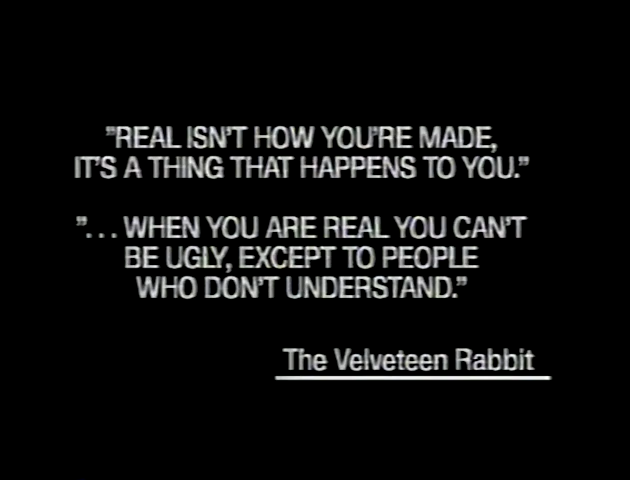 "REAL ISN'T HOW YOU'RE MADE,
IT'S A THING THAT HAPPENS TO YOU."
"... WHEN YOU ARE REAL YOU CAN'T
BE UGLY, EXCEPT TO PEOPLE
WHO DON'T UNDERSTAND."
The Velveteen Rabbit